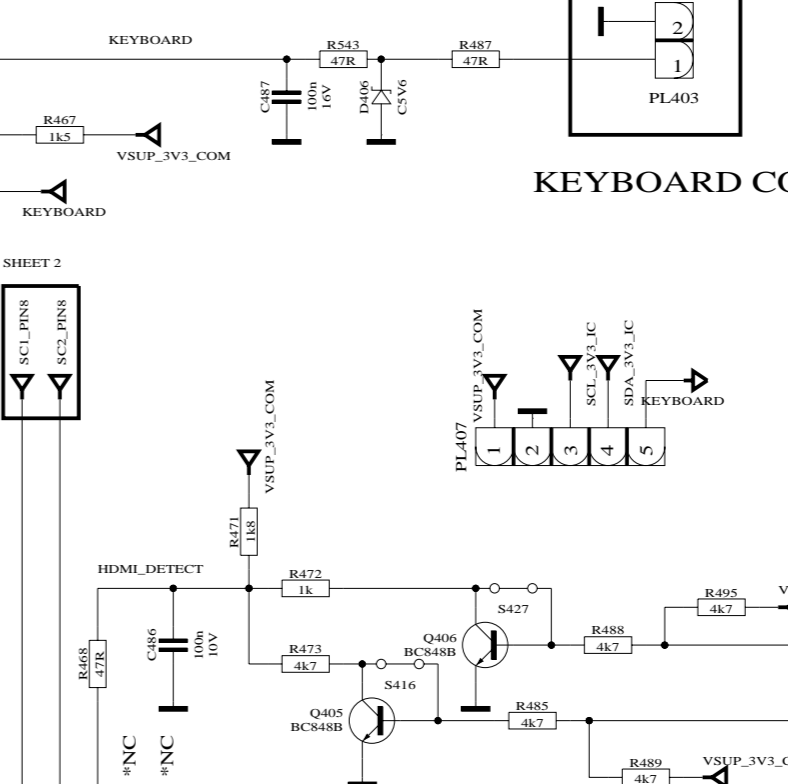 KEYBOARD
R543
47R
R487
47R
2
1
PL403
C487
100n
16V
D406
C5V6
R467
1k5
VSUP_3V3_COM
KEYBOARD
KEYBOARD CO
SHEET 2
SC1_PIN8
SC2_PIN8
VSUP_3V3_COM
SCL_3V3_IC
SDA_3V3_IC
KEYBOARD
PL407
1
2
3
4
5
VSUP_3V3_COM
R471
1k8
HDMI_DETECT
R472
1k
S427
R495
4k7
V
R468
47R
C486
100n
10V
R473
4k7
S416
Q406
BC848B
R488
4k7
Q405
BC848B
R485
4k7
*NC
*NC
R489
4k7
VSUP_3V3_C